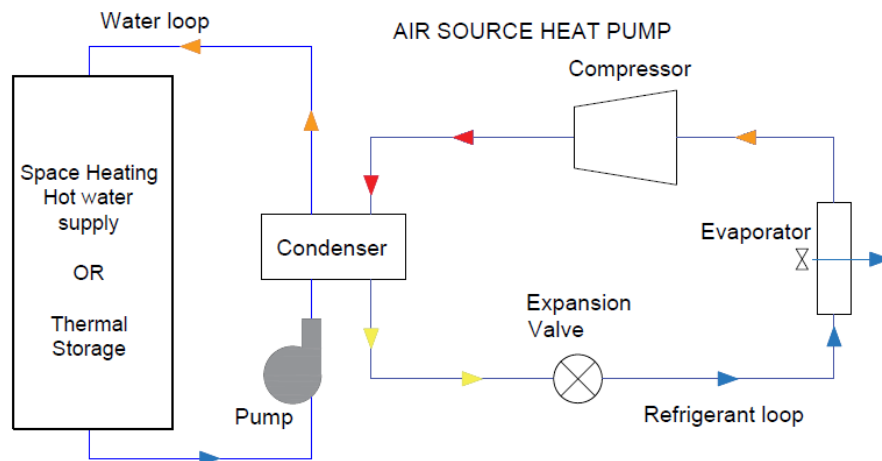 Water loop
AIR SOURCE HEAT PUMP
Compressor
Space Heating
Hot water
supply
OR
Thermal
Storage
Condenser
Evaporator
Expansion
Valve
Pump
Refrigerant loop